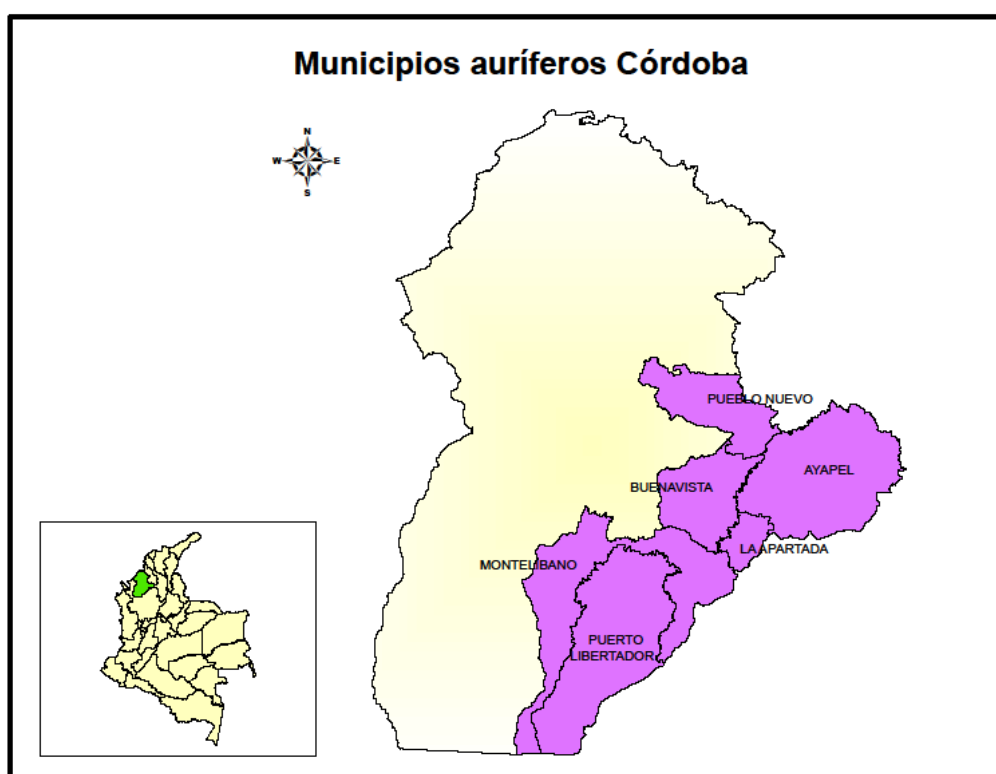 Municipios auríferos Córdoba
N
W
E
S
PUEBLO NUEVO
AYAPEL
BUENAVISTA
LA APARTADA
MONTELIBANO
PUERTO
LIBERTADOR